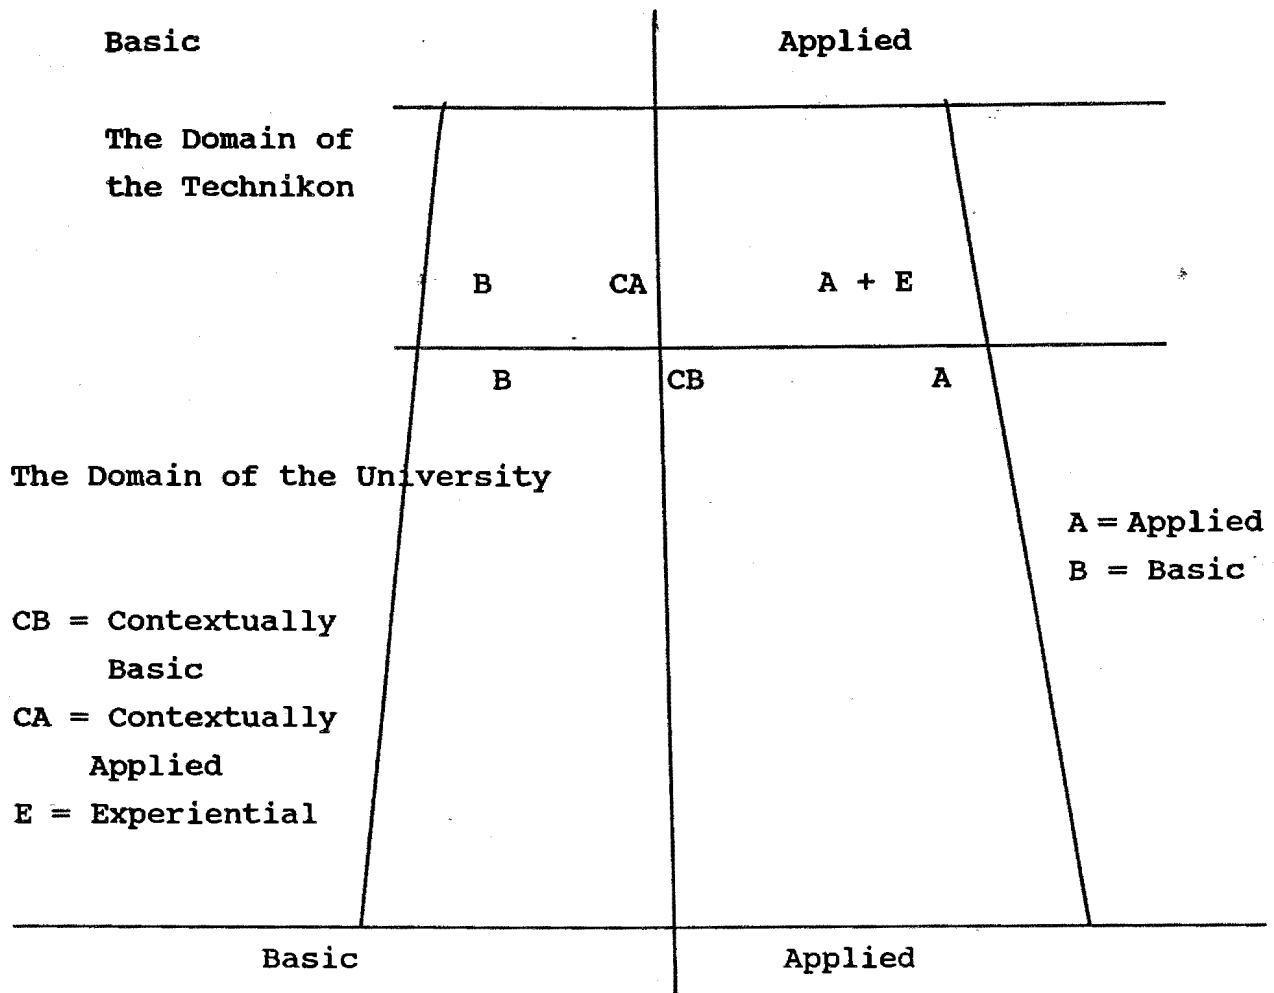 Basic
Applied
The Domain of
the Technikon
B CA A + E
B CB A
The Domain of the University
A = Applied
B = Basic
CB = Contextually
Basic
CA = Contextually
Applied
E = Experiential
Basic
Applied